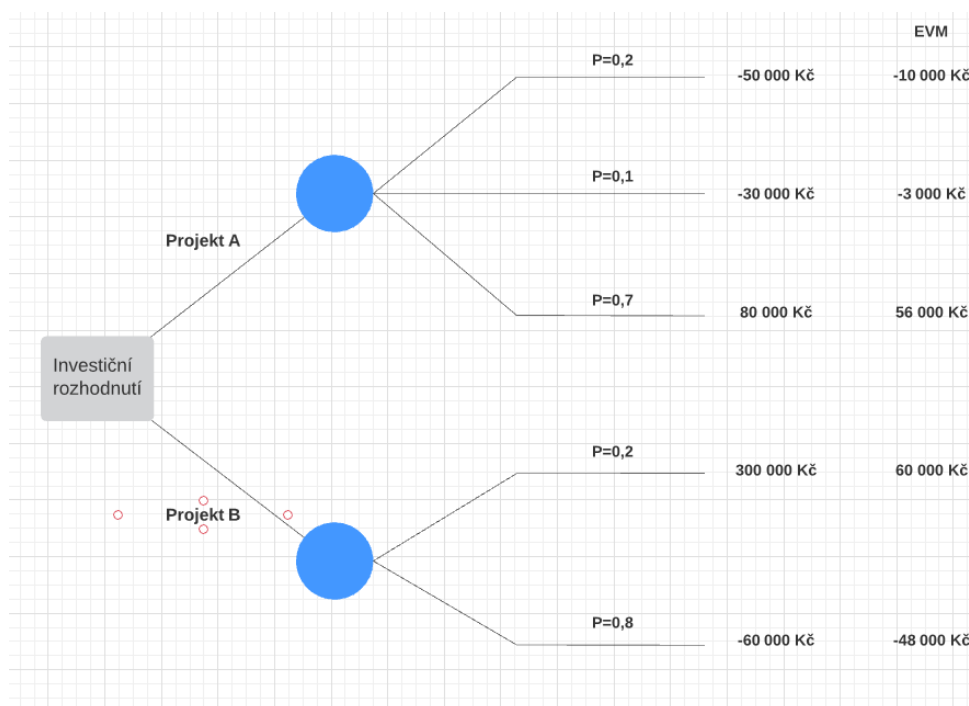 EVM
P=0,2
-50 000 Kč
-10 000 Kč
P=0,1
-30 000 Kč
-3 000 Kč
Projekt A
P=0,7
80 000 Kč
56 000 Kč
Investiční
rozhodnutí
P=0,2
300 000 Kč
60 000 Kč
Projekt B
P=0,8
-60 000 Kč
-48 000 Kč